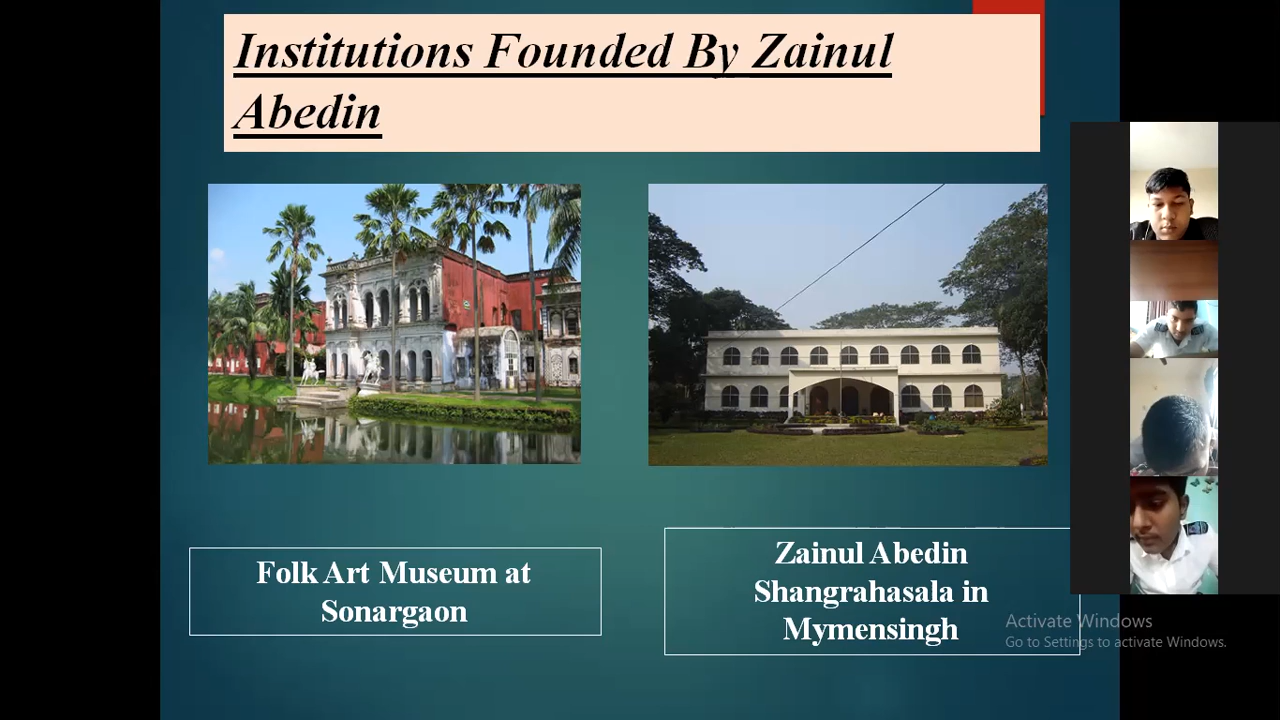 Institutions Founded By Zainul
Abedin
Folk Art Museum at
Sonargaon
Zainul Abedin
Shangrahasala in
Mymensingh
Activate Windows
Go to Settings to activate Windows.